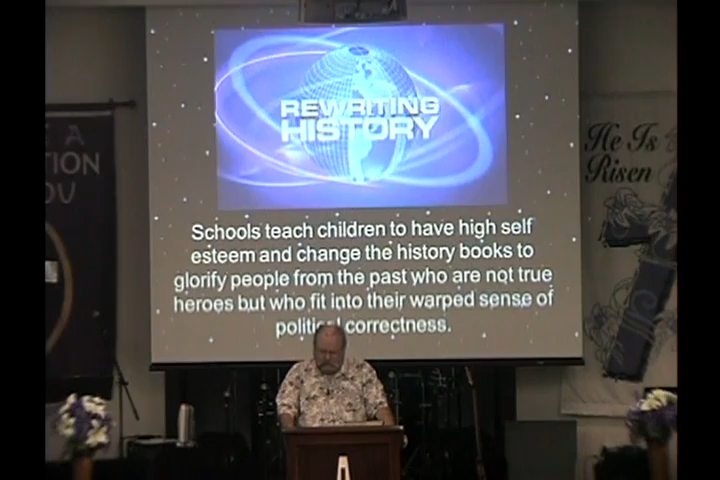 REWRITING
HISTORY
Schools teach children to have high self
esteem and change the history books to
glorify people from the past who are not true
heroes but who fit into their warped sense of
political correctness.
He Is
Risen
A